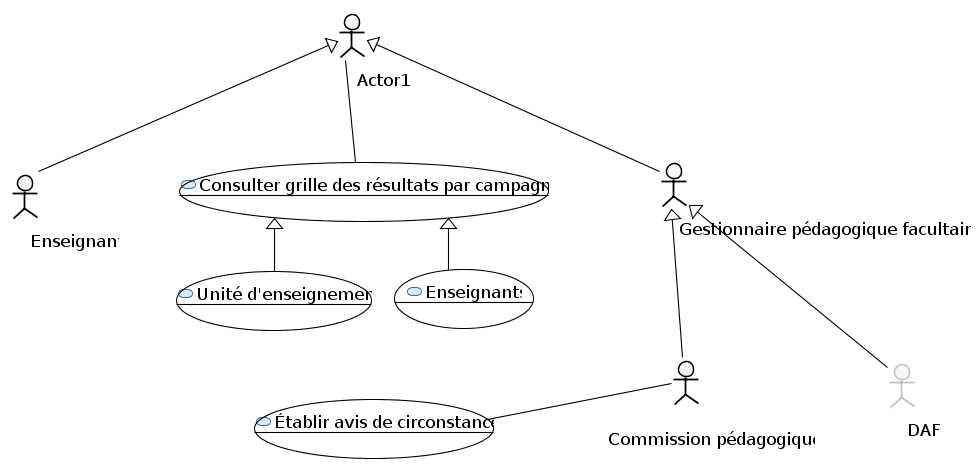 Actor1
Consulter grille des résultats par campagn
Enseignan
Gestionnaire pédagogique facultair
Unité d'enseignemen
Enseignants
Établir avis de circonstance
Commission pédagogique
DAF